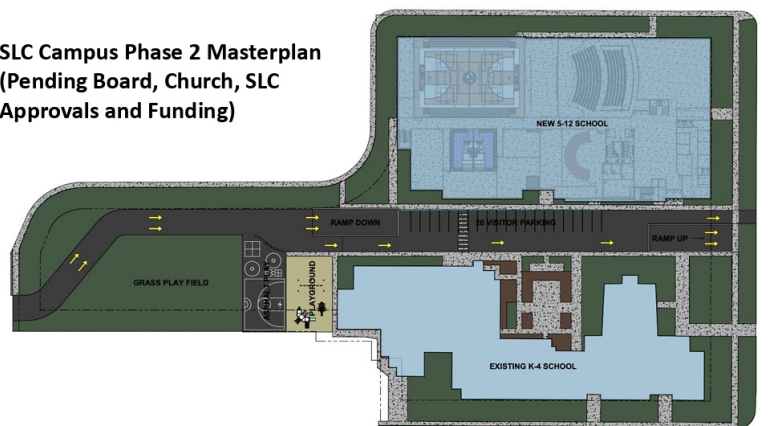 SLC Campus Phase 2 Masterplan
(Pending Board, Church, SLC
Approvals and Funding)
NEW 5-12 SCHOOL
RAMP DOWN
20 VISITOR PARKING
RAMP UP
GRASS PLAY FIELD
PLAYGROUND
EXISTING K-4 SCHOOL